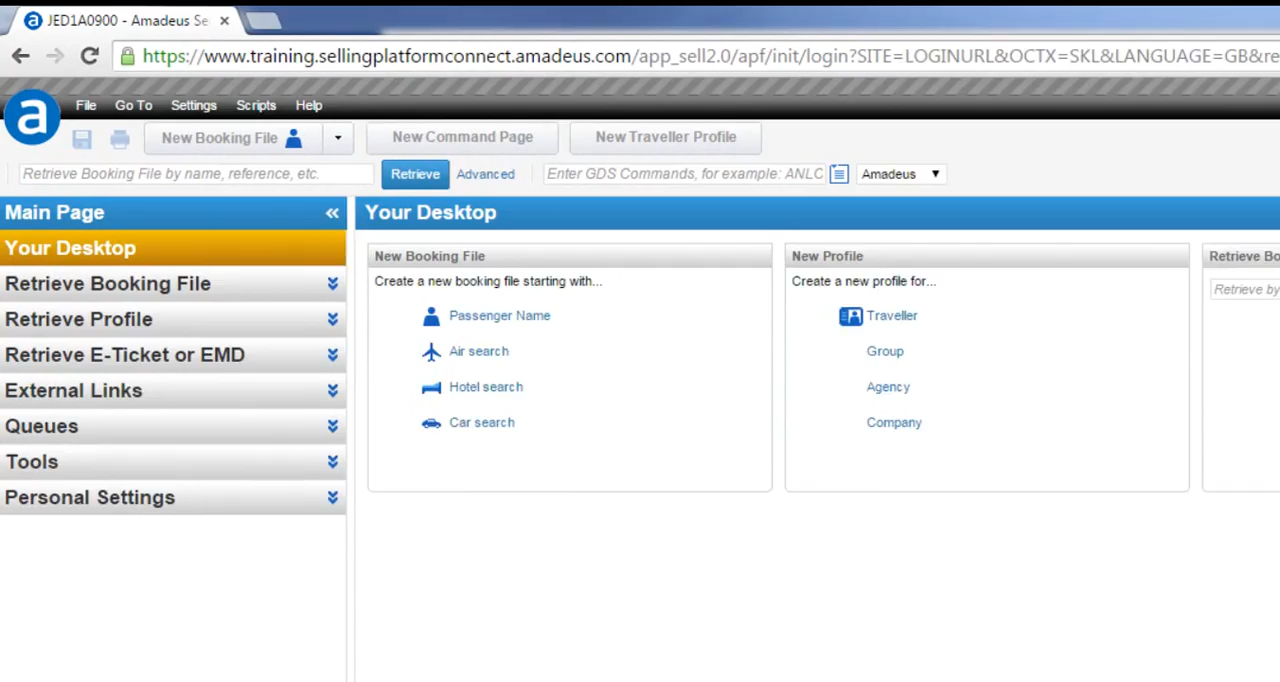 JED1A0900 - Amadeus Se
https://www.training.sellingplatformconnect.amadeus.com/app_sell2.0/apf/init/login?SITE=LOGINURL&OCTX=SKL&LANGUAGE=GB&re
a
File Go To Settings Scripts Help
New Booking File New Command Page New Traveller Profile
Retrieve Booking File by name, reference, etc. Retrieve Advanced Enter GDS Commands, for example: ANLC Amadeus
Main Page
Your Desktop
Retrieve Booking File
Retrieve Profile
Retrieve E-Ticket or EMD
External Links
Queues
Tools
Personal Settings
Your Desktop
New Booking File
Create a new booking file starting with...
Passenger Name
Air search
Hotel search
Car search
New Profile
Create a new profile for...
Traveller
Group
Agency
Company
Retrieve Bo
Retrieve by